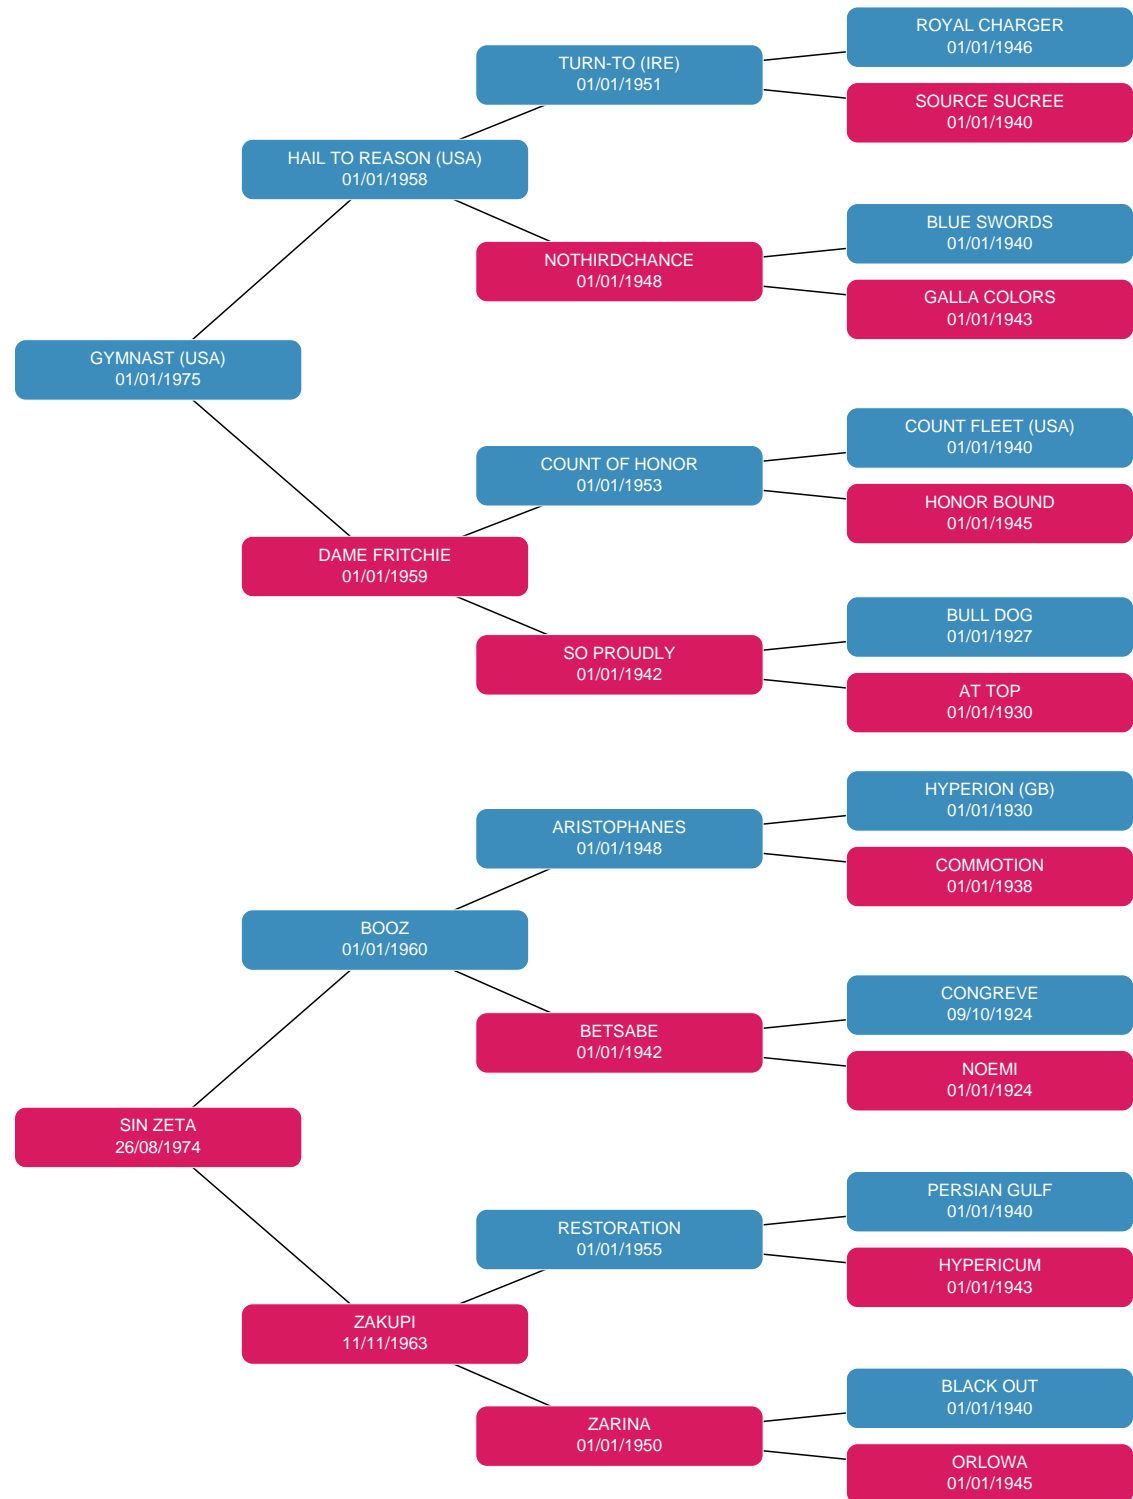 ROYAL CHARGER
01/01/1946
TURN-TO (IRE)
01/01/1951
SOURCE SUCREE
01/01/1940
HAIL TO REASON (USA)
01/01/1958
BLUE SWORDS
01/01/1940
NOTHIRDCHANCE
01/01/1948
GALLA COLORS
01/01/1943
GYMNAST (USA)
01/01/1975
COUNT FLEET (USA)
01/01/1940
COUNT OF HONOR
01/01/1953
HONOR BOUND
01/01/1945
DAME FRITCHIE
01/01/1959
BULL DOG
01/01/1927
SO PROUDLY
01/01/1942
AT TOP
01/01/1930
HYPERION (GB)
01/01/1930
ARISTOPHANES
01/01/1948
COMMOTION
01/01/1938
BOOZ
01/01/1960
CONGREVE
09/10/1924
BETSABE
01/01/1942
NOEMI
01/01/1924
SIN ZETA
26/08/1974
PERSIAN GULF
01/01/1940
RESTORATION
01/01/1955
HYPERICUM
01/01/1943
ZAKUPI
11/11/1963
BLACK OUT
01/01/1940
ZARINA
01/01/1950
ORLOWA
01/01/1945